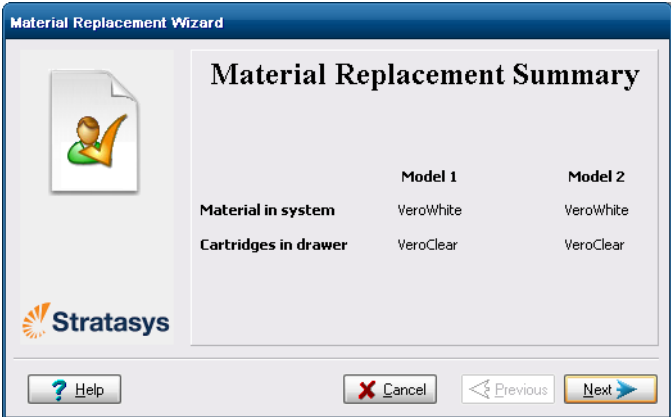 Material Replacement Wizard
Material Replacement Summary
Model 1 Model 2
Material in system VeroWhite VeroWhite
Cartridges in drawer VeroClear VeroClear
Stratasys
Help Cancel Previous Next